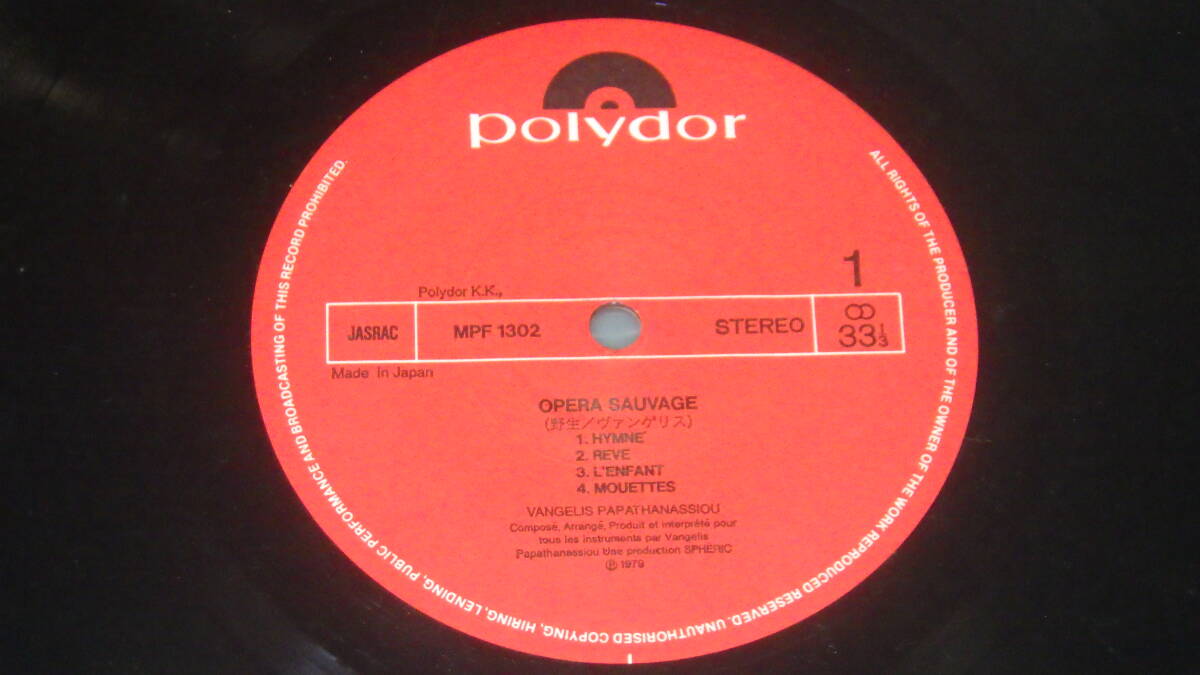 polydor
1
Polydor K.K.,
JASRAC
MPF 1302
STEREO
33 1/3
Made in Japan
OPERA SAUVAGE
(野生/ヴァンゲリス)
1. HYMNE
2. REVE
3. L'ENFANT
4. MOUETTES
VANGELIS PAPATHANASSIOU
Composé, Arrangé, Produit et interprété pour
tous les instruments par Vangelis
Papathanassiou Une production SPHERIC
Ⓟ 1979
ALL RIGHTS OF THE PRODUCER AND OF THE OWNER OF THE WORK REPRODUCED RESERVED. UNAUTHORISED COPYING, HIRING, LENDING, PUBLIC PERFORMANCE AND BROADCASTING OF THIS RECORD PROHIBITED.